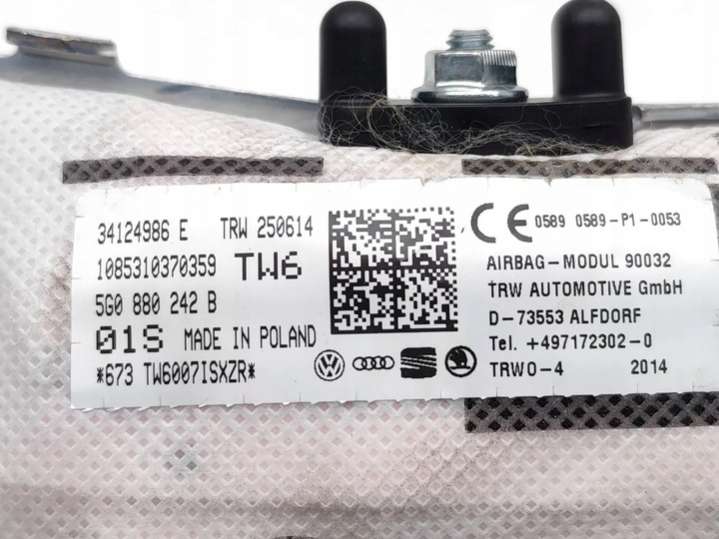 34124986 E TRW 250614
1085310370359 TW6
5G0 880 242 B
01S MADE IN POLAND
*673 TW6007ISXZR*
CE 0589 0589-P1-0053
AIRBAG-MODUL 90032
TRW AUTOMOTIVE GmbH
D-73553 ALFDORF
Tel. +497172302-0
TRWO-4 2014